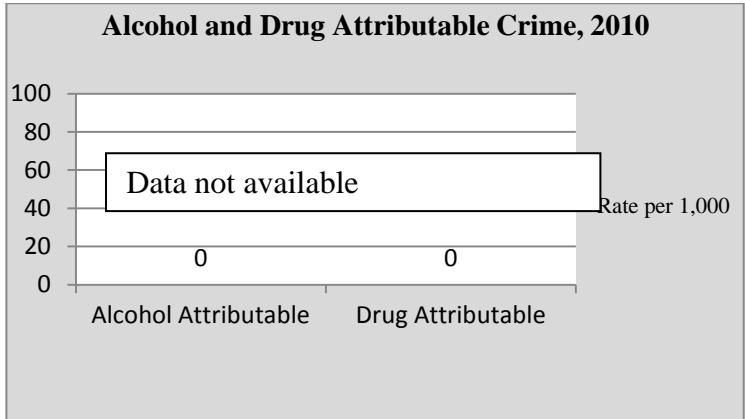 Alcohol and Drug Attributable Crime, 2010
100
80
60
40
20
0
Data not available
0 0
Alcohol Attributable Drug Attributable
Rate per 1,000